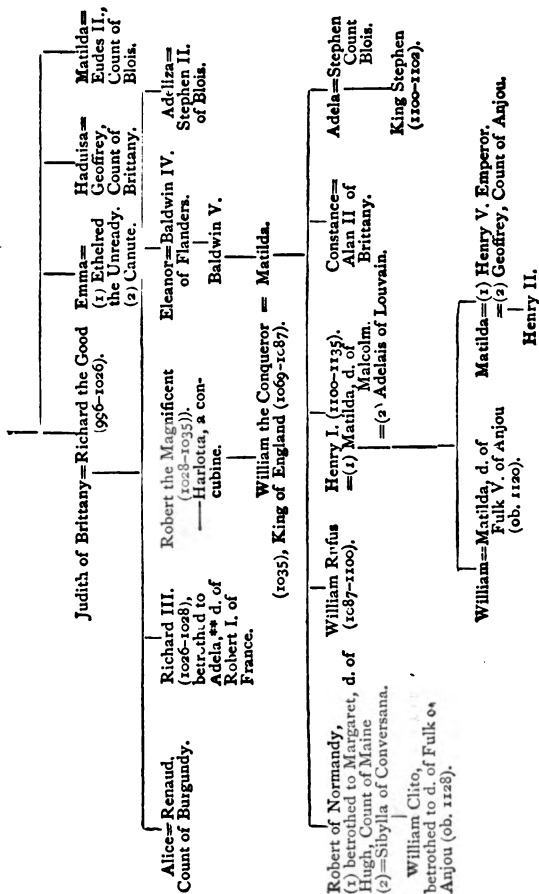 Judith of Brittany=Richard the Good
(996-1026).
Emma=
(1) Ethelred
the Unready.
(2) Canute.
Haduisa=
Geoffrey,
Count of
Brittany.
Matilda=
Eudes II.,
Count of
Blois.
Alice=Renaud,
Count of Burgundy.
Richard III.
(1026-1028),
betrothed to
Adela,** d. of
Robert I. of
France.
Robert the Magnificent
(1028-1035)).
——Harlotta, a con-
cubine.
Eleanor=Baldwin IV.
of Flanders.
Baldwin V.
Adeliza=
Stephen II.
of Blois.
William the Conqueror = Matilda.
(1035), King of England (1069-1087).
Robert of Normandy,
(1) betrothed to Margaret, d. of
Hugh, Count of Maine
(2)=Sibylla of Conversana.
William Clito,
betrothed to d. of Fulk of
Anjou (ob. 1128).
William Rufus
(1087-1100).
Henry I. (1100-1135).
=(1) Matilda, d. of
Malcolm.
=(2) Adelais of Louvain.
Constance=
Alan II of
Brittany.
Adela=Stephen
Count
Blois.
King Stephen
(1100-1102).
William=Matilda, d. of
Fulk V. of Anjou
(ob. 1120).
Matilda=(1) Henry V. Emperor.
=(2) Geoffrey, Count of Anjou.
Henry II.